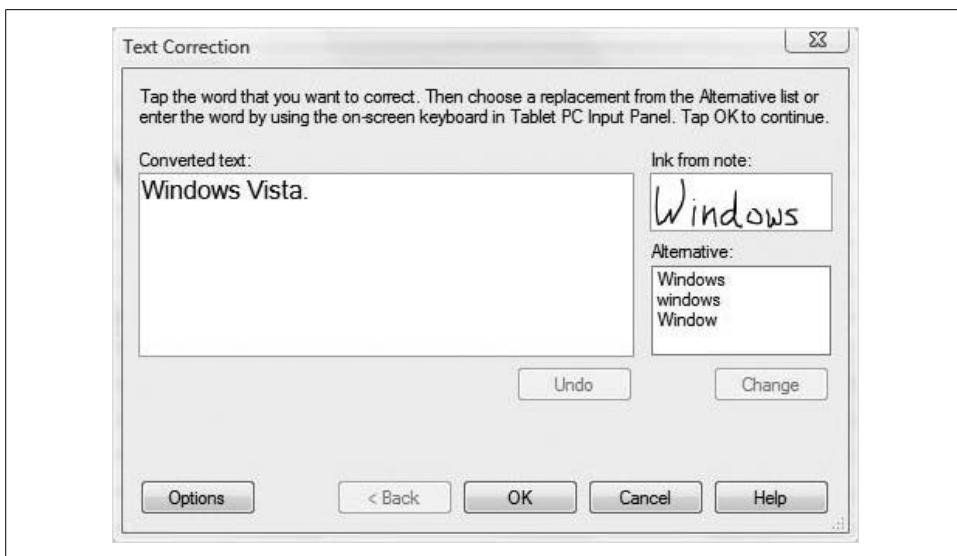 Text Correction
Tap the word that you want to correct. Then choose a replacement from the Alternative list or
enter the word by using the on-screen keyboard in Tablet PC Input Panel. Tap OK to continue.
Converted text:
Windows Vista.
Ink from note:
Windows
Alternative:
Windows
windows
Window
Undo
Change
Options
< Back
OK
Cancel
Help